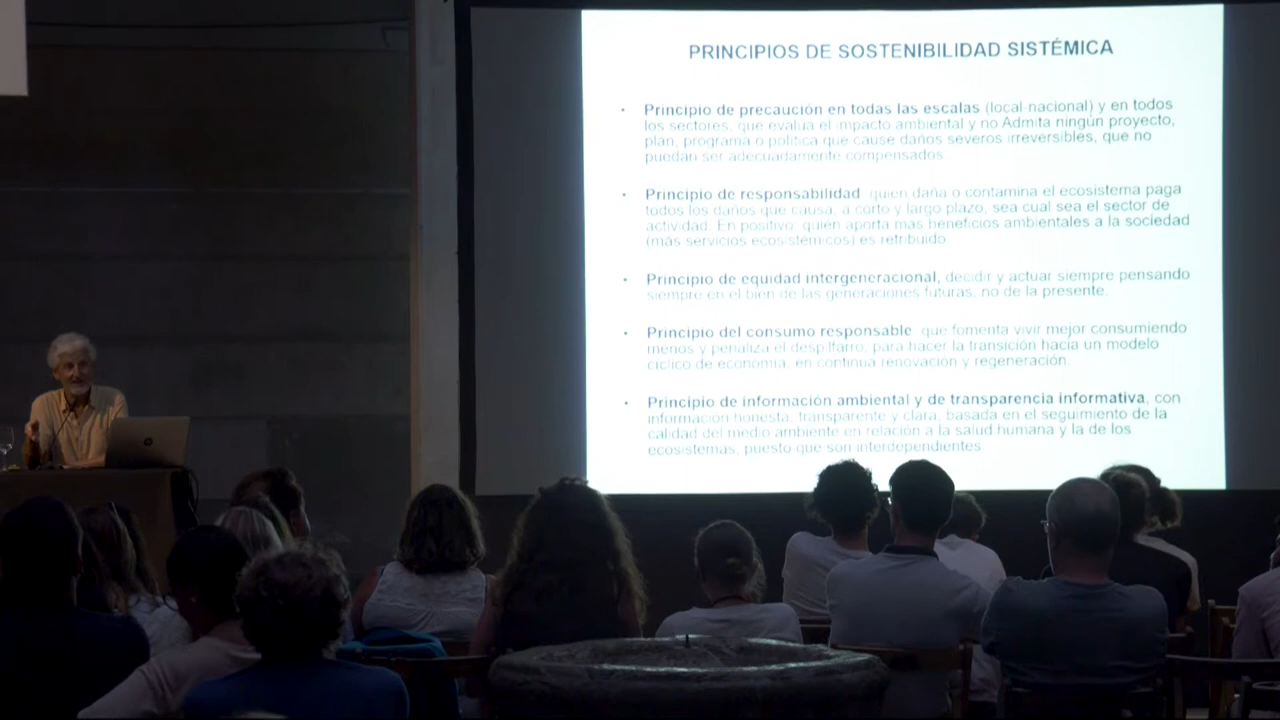 PRINCIPIOS DE SOSTENIBILIDAD SISTÉMICA
• Principio de precaución en todas las escalas (local-nacional) y en todos
los sectores, que evalúa el impacto ambiental y no Admita ningún proyecto,
plan, programa o política que cause daños severos irreversibles, que no
puedan ser adecuadamente compensados
• Principio de responsabilidad quien daña o contamina el ecosistema paga
todos los daños que causa, a corto y largo plazo, sea cual sea el sector de
actividad. En positivo: quién aporta más beneficios ambientales a la sociedad
(más servicios ecosistémicos) es retribuido
• Principio de equidad intergeneracional, decidir y actuar siempre pensando
siempre en el bien de las generaciones futuras, no de la presente.
• Principio del consumo responsable que fomenta vivir mejor consumiendo
menos y penaliza el despilfarro, para hacer la transición hacia un modelo
cíclico de economía, en continua renovación y regeneración.
• Principio de información ambiental y de transparencia informativa, con
información honesta, transparente y clara, basada en el seguimiento de la
calidad del medio ambiente en relación a la salud humana y la de los
ecosistemas, puesto que son interdependientes